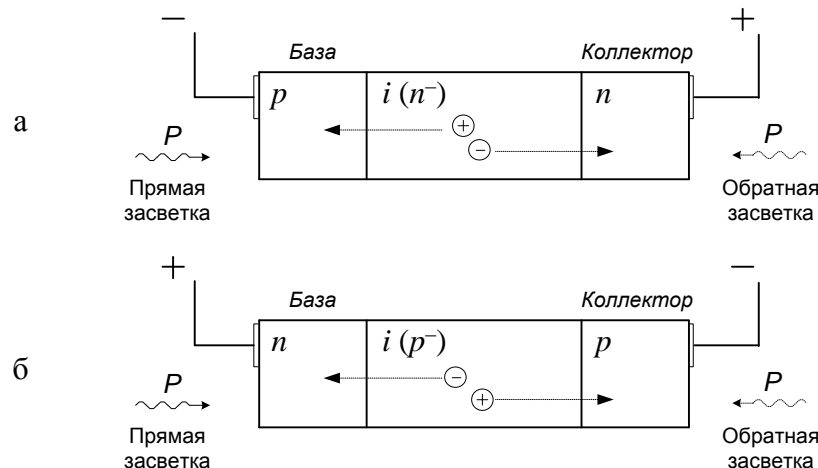 − +
База Коллектор
p i (n⁻) n
а
+
−
P P
Прямая засветка Обратная засветка
+ −
База Коллектор
n i (p⁻) p
б
−
+
P P
Прямая засветка Обратная засветка